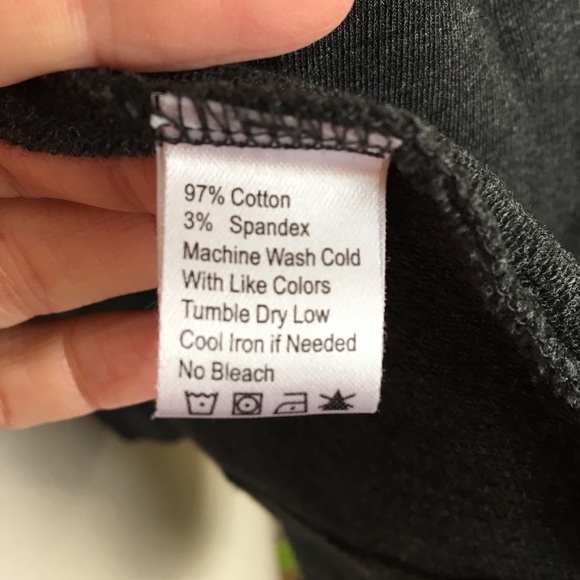 97% Cotton
3% Spandex
Machine Wash Cold
With Like Colors
Tumble Dry Low
Cool Iron if Needed
No Bleach